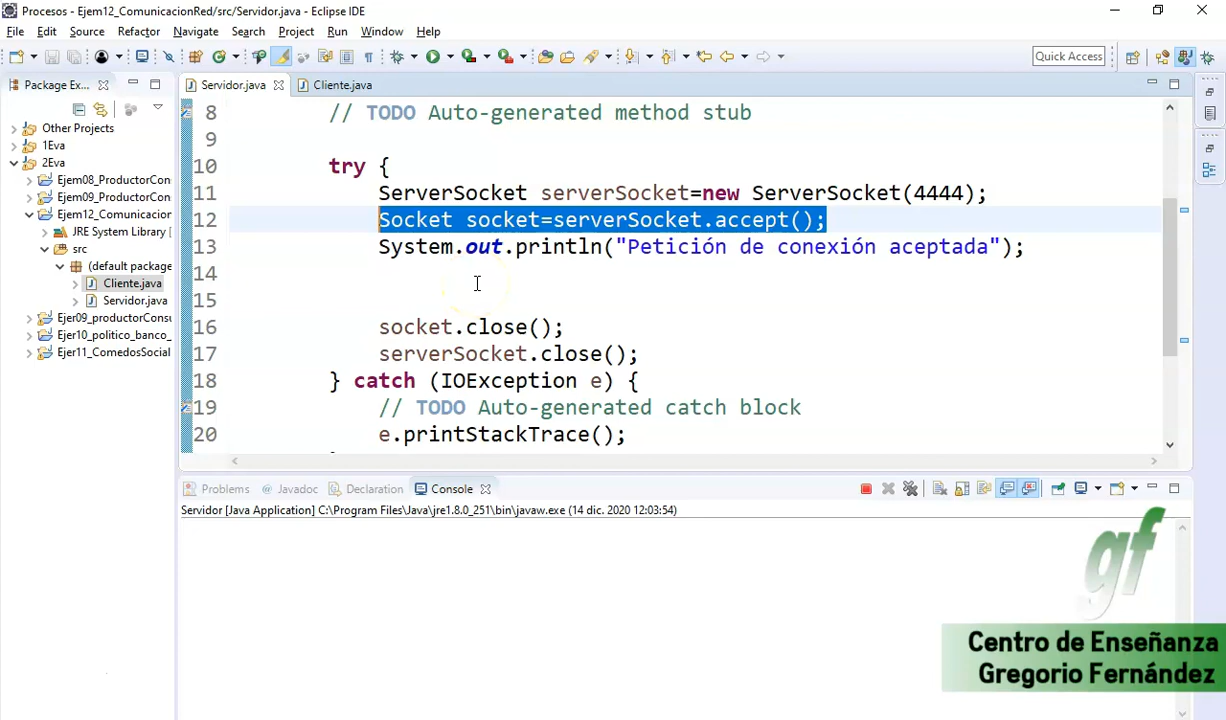 Procesos - Ejem12_ComunicacionRed/src/Servidor.java - Eclipse IDE
File Edit Source Refactor Navigate Search Project Run Window Help
Quick Access
Package Ex...
Servidor.java
Cliente.java
Other Projects
1Eva
2Eva
Ejem08_ProductorCon
Ejem09_ProductorCon
Ejem12_Comunicacion
JRE System Library [
src
(default package
Cliente.java
Servidor.java
Ejer09_productorConsu
Ejer10_politico_banco_
Ejer11_ComedosSocial
8 // TODO Auto-generated method stub
9
10 try {
11 ServerSocket serverSocket=new ServerSocket(4444);
12 Socket socket=serverSocket.accept();
13 System.out.println("Petición de conexión aceptada");
14
15
16 socket.close();
17 serverSocket.close();
18 } catch (IOException e) {
19 // TODO Auto-generated catch block
20 e.printStackTrace();
Problems @ Javadoc Declaration Console
Servidor [Java Application] C:\Program Files\Java\jre1.8.0_251\bin\javaw.exe (14 dic. 2020 12:03:54)
gf
Centro de Enseñanza
Gregorio Fernández